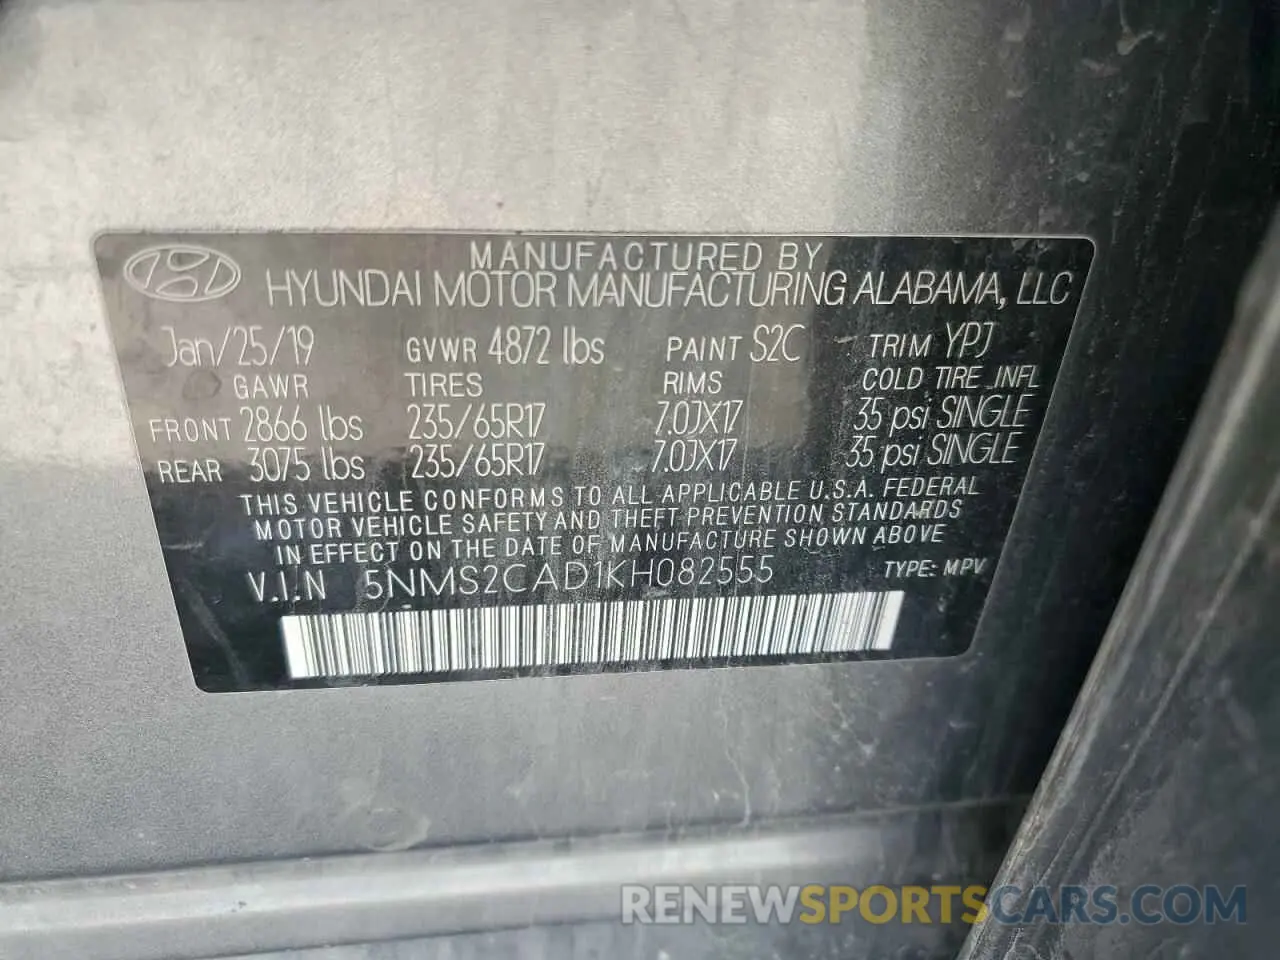 MANUFACTURED BY
HYUNDAI MOTOR MANUFACTURING ALABAMA, LLC
Jan/25/19 GVWR 4872 lbs PAINT S2C TRIM YPJ
GAWR TIRES RIMS COLD TIRE INFL
FRONT 2866 lbs 235/65R17 7.0JX17 35 psi SINGLE
REAR 3075 lbs 235/65R17 7.0JX17 35 psi SINGLE
THIS VEHICLE CONFORMS TO ALL APPLICABLE U.S.A. FEDERAL
MOTOR VEHICLE SAFETY AND THEFT PREVENTION STANDARDS
IN EFFECT ON THE DATE OF MANUFACTURE SHOWN ABOVE
V.I.N 5NMS2CAD1KH082555 TYPE: MPV
RENEWSPORTSCARS.COM